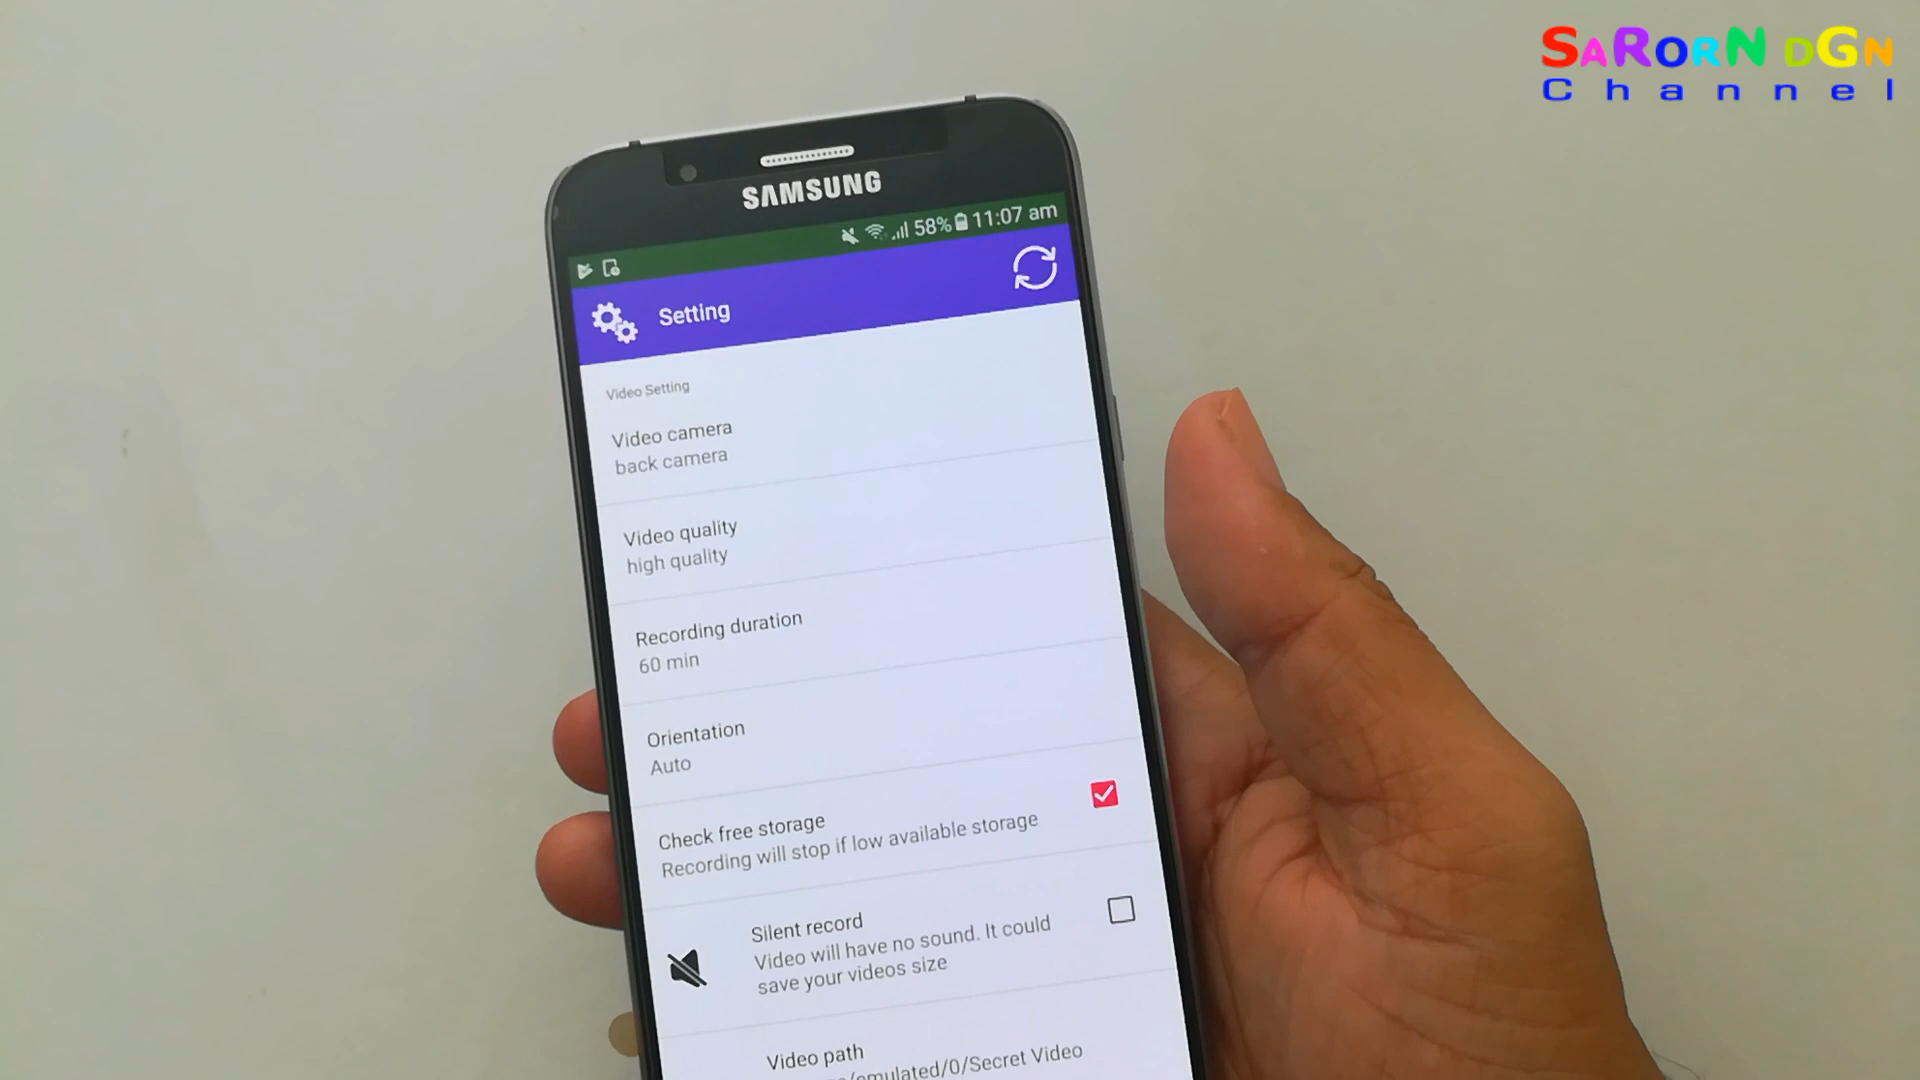 SaRorN DGN
Channel
SAMSUNG
58% 11:07 am
Setting
Video Setting
Video camera
back camera
Video quality
high quality
Recording duration
60 min
Orientation
Auto
Check free storage
Recording will stop if low available storage
Silent record
Video will have no sound. It could
save your videos size
Video path
/emulated/0/Secret Video